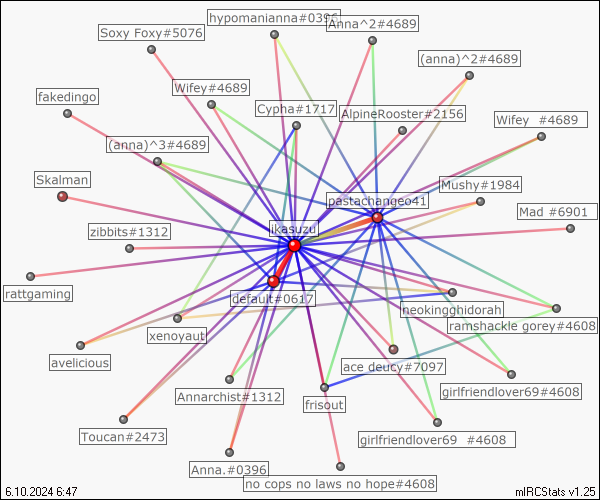 hypomanianna#0396
Anna^2#4689
Soxy Foxy#5076
(anna)^2#4689
Wifey#4689
fakedingo
Cypha#1717
AlpineRooster#2156
Wifey #4689
(anna)^3#4689
Skalman
Mushy#1984
pastachangeo41
Mad #6901
ikasuzu
zibbits#1312
rattgaming
default#0617
neokingghidorah
ramshackle gorey#4608
xenoyaut
avelicious
ace deucy#7097
girlfriendlover69#4608
Annarchist#1312
frisout
Toucan#2473
girlfriendlover69 #4608
Anna.#0396
no cops no laws no hope#4608
6.10.2024 6:47
mIRCStats v1.25